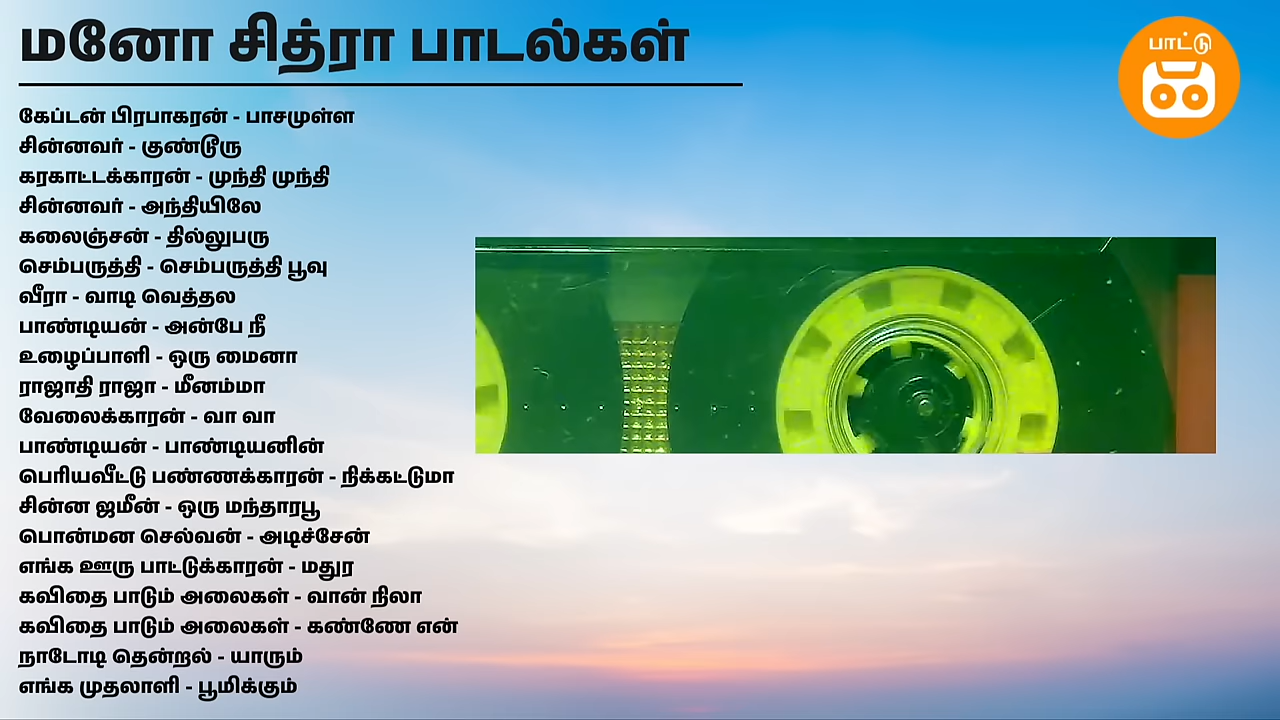 மனோ சித்ரா பாடல்கள்
பாட்டு
கேப்டன் பிரபாகரன் - பாசமுள்ள
சின்னவர் - குண்டூரு
கரகாட்டக்காரன் - முந்தி முந்தி
சின்னவர் - அந்தியிலே
கலைஞ்சன் - தில்லுபரு
செம்பருத்தி - செம்பருத்தி பூவு
வீரா - வாடி வெத்தல
பாண்டியன் - அன்பே நீ
உழைப்பாளி - ஒரு மைனா
ராஜாதி ராஜா - மீனம்மா
வேலைக்காரன் - வா வா
பாண்டியன் - பாண்டியனின்
பெரியவீட்டு பண்ணக்காரன் - நிக்கட்டுமா
சின்ன ஜமீன் - ஒரு மந்தாரபூ
பொன்மன செல்வன் - அடிச்சேன்
எங்க ஊரு பாட்டுக்காரன் - மதுர
கவிதை பாடும் அலைகள் - வான் நிலா
கவிதை பாடும் அலைகள் - கண்ணே என்
நாடோடி தென்றல் - யாரும்
எங்க முதலாளி - பூமிக்கும்